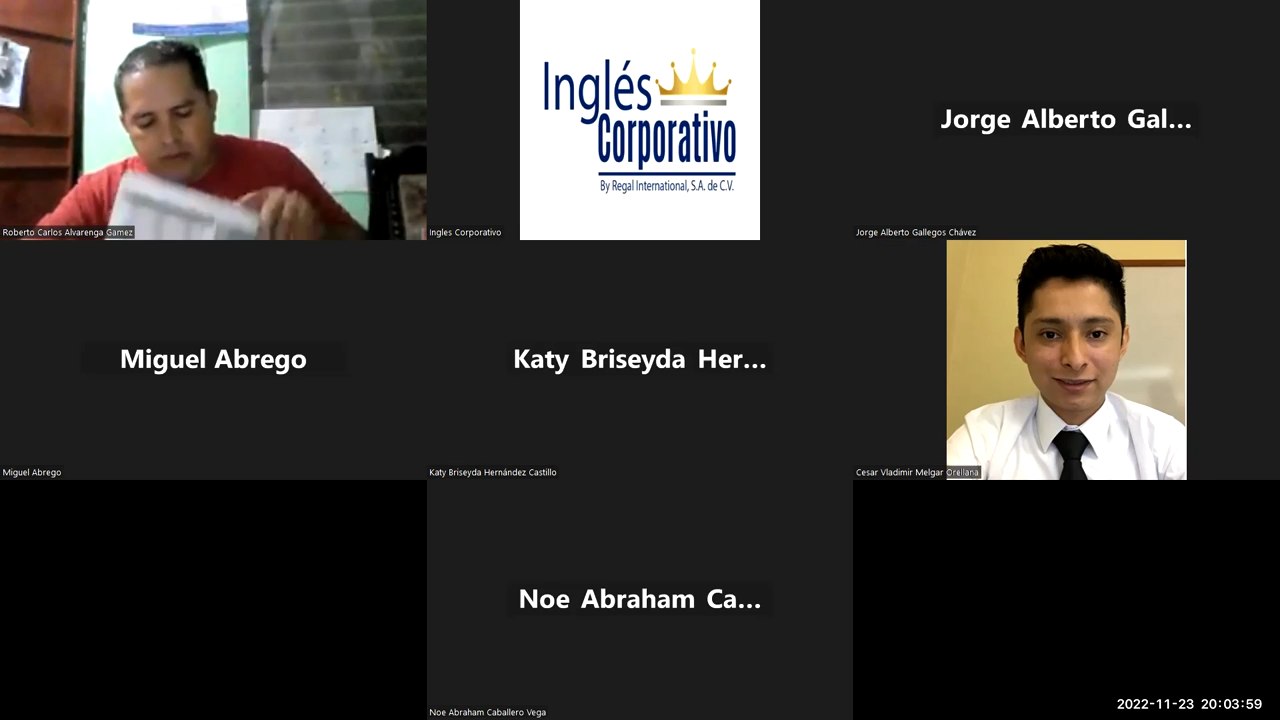 Inglés
Corporativo
By Regal International, S.A. de C.V.
Jorge Alberto Gal...
Roberto Carlos Alvarenga Gamez
Ingles Corporativo
Jorge Alberto Gallegos Chávez
Miguel Abrego
Katy Briseyda Her...
Miguel Abrego
Katy Briseyda Hernández Castillo
Cesar Vladimir Melgar Orellana
Noe Abraham Ca...
Noe Abraham Caballero Vega
2022-11-23 20:03:59